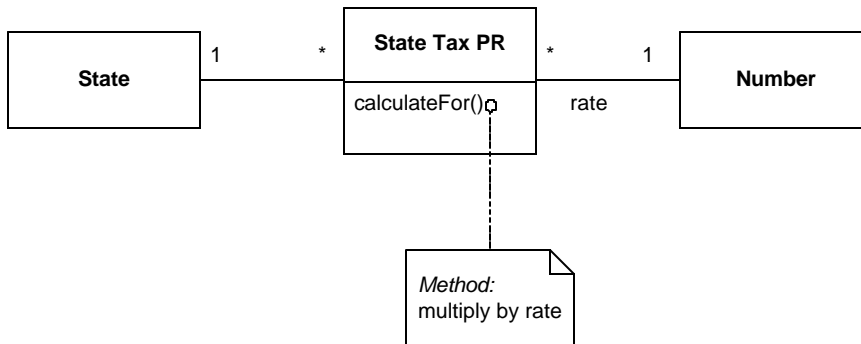 State
1
*
State Tax PR
calculateFor()
*
1
rate
Number
Method:
multiply by rate